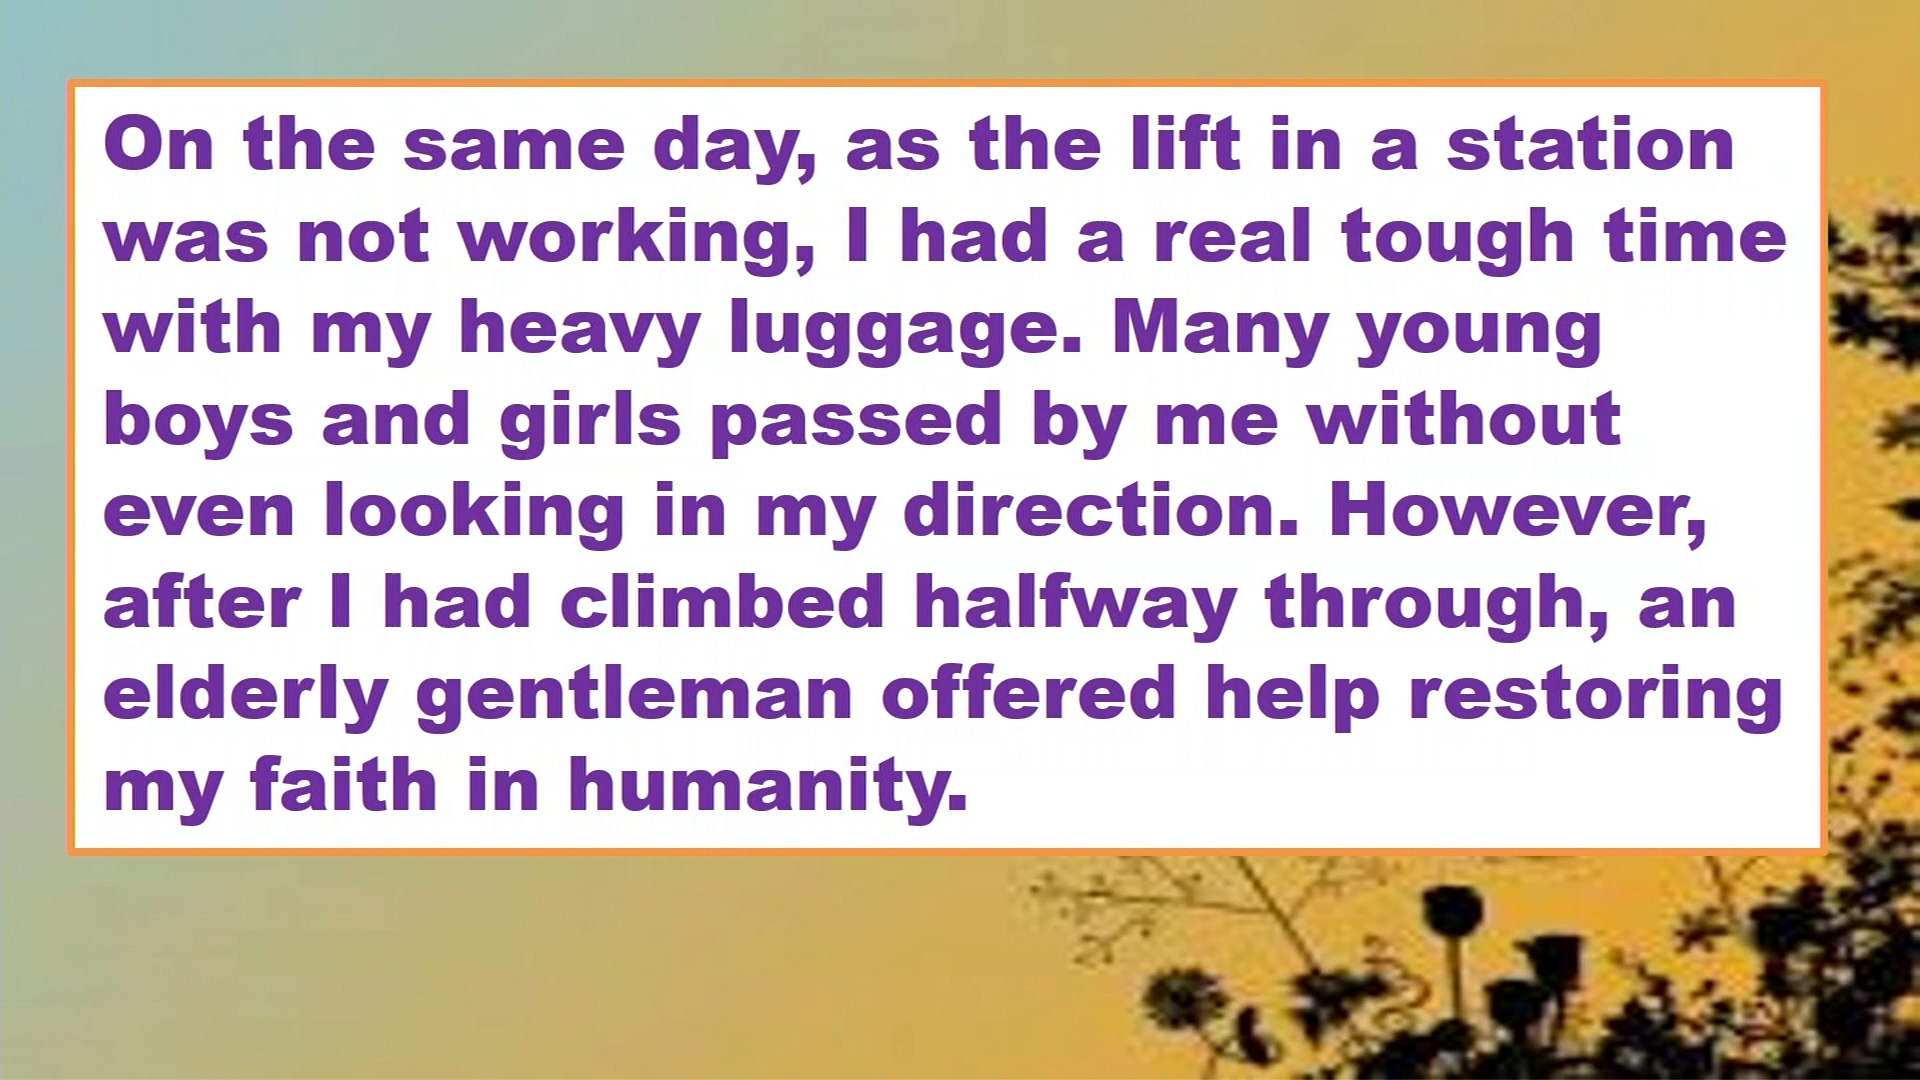 On the same day, as the lift in a station
was not working, I had a real tough time
with my heavy luggage. Many young
boys and girls passed by me without
even looking in my direction. However,
after I had climbed halfway through, an
elderly gentleman offered help restoring
my faith in humanity.